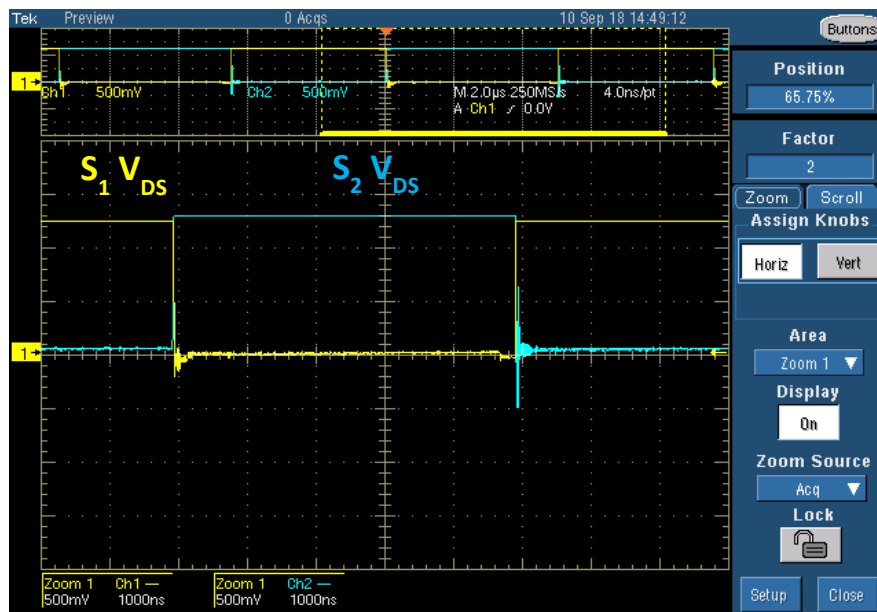 Tek Preview 0 Acqs 10 Sep 18 14:49:12
Buttons
Position
65.75%
1
Ch1 500mV Ch2 500mV M 2.0µs 250MS/s 4.0ns/pt
A Ch1 ∕ 0.0V
Factor
2
S1 VDS S2 VDS
Zoom Scroll
Assign Knobs
Horiz Vert
1
Area
Zoom 1
Display
On
Zoom Source
Acq
Lock
Zoom 1 Ch1 Zoom 1 Ch2
500mV 1000ns 500mV 1000ns
Setup Close